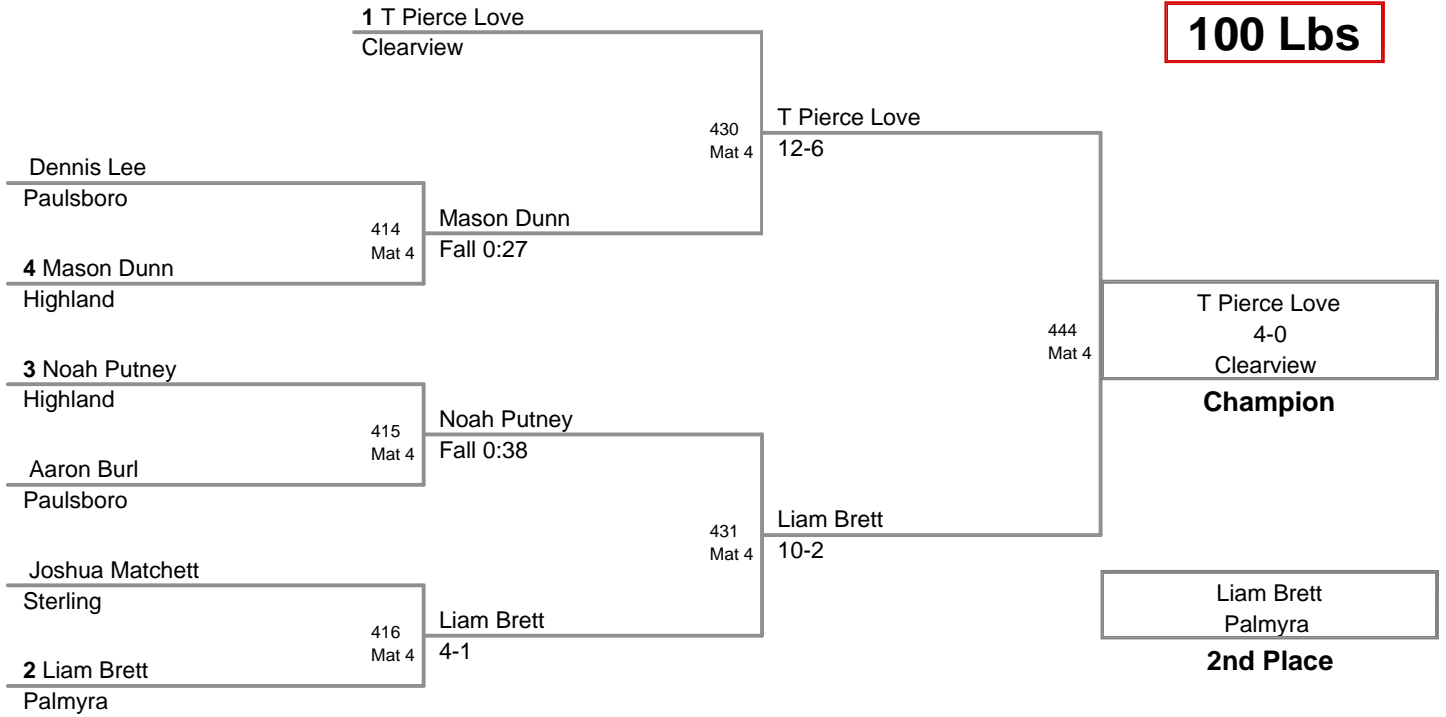 1 T Pierce Love
Clearview
100 Lbs
430
Mat 4
T Pierce Love
12-6
Dennis Lee
Paulsboro
414
Mat 4
Mason Dunn
Fall 0:27
4 Mason Dunn
Highland
444
Mat 4
T Pierce Love
4-0
Clearview
Champion
3 Noah Putney
Highland
415
Mat 4
Noah Putney
Fall 0:38
Aaron Burl
Paulsboro
431
Mat 4
Liam Brett
10-2
Joshua Matchett
Sterling
416
Mat 4
Liam Brett
4-1
2 Liam Brett
Palmyra
Liam Brett
Palmyra
2nd Place